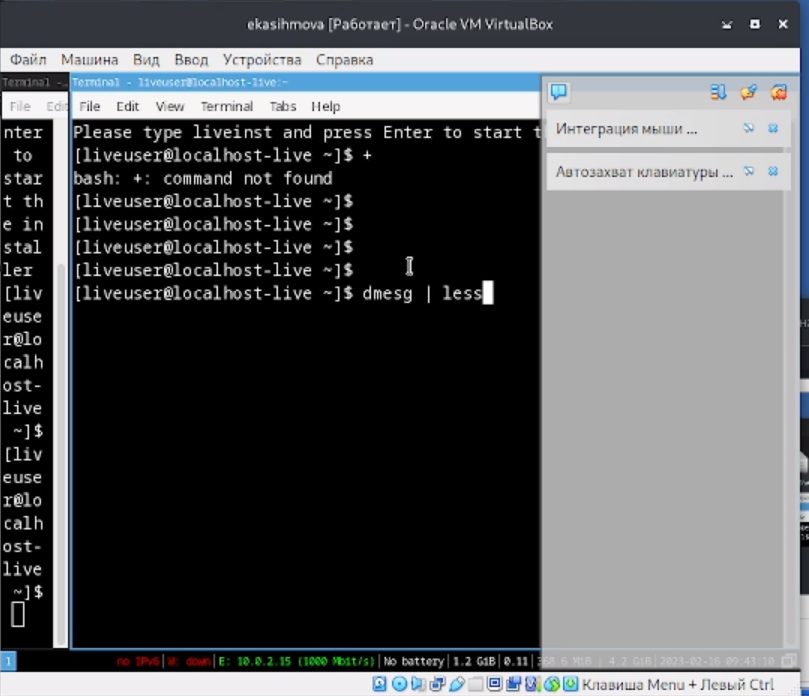 ekasihmova [Работает] - Oracle VM VirtualBox
Файл Машина Вид Ввод Устройства Справка
Terminal -
File Edit
nter
to
star
t th
e in
stal
ler
[liv
euse
r@lo
calh
ost-
live
~]$
[liv
euse
r@lo
calh
ost-
live
~]$
Terminal - liveuser@localhost-live:~
File Edit View Terminal Tabs Help
Please type liveinst and press Enter to start t
[liveuser@localhost-live ~]$ +
bash: +: command not found
[liveuser@localhost-live ~]$
[liveuser@localhost-live ~]$
[liveuser@localhost-live ~]$
[liveuser@localhost-live ~]$
[liveuser@localhost-live ~]$ dmesg | less
Интеграция мыши ...
Автозахват клавиатуры ...
1 no IPv6 | W: down | E: 10.0.2.15 (1000 Mbit/s) | No battery | 1.2 GiB | 0.11 | 368.6 MiB | 4.2 GiB | 2023-02-16 09:43:10
Клавиша Menu + Левый Ctrl